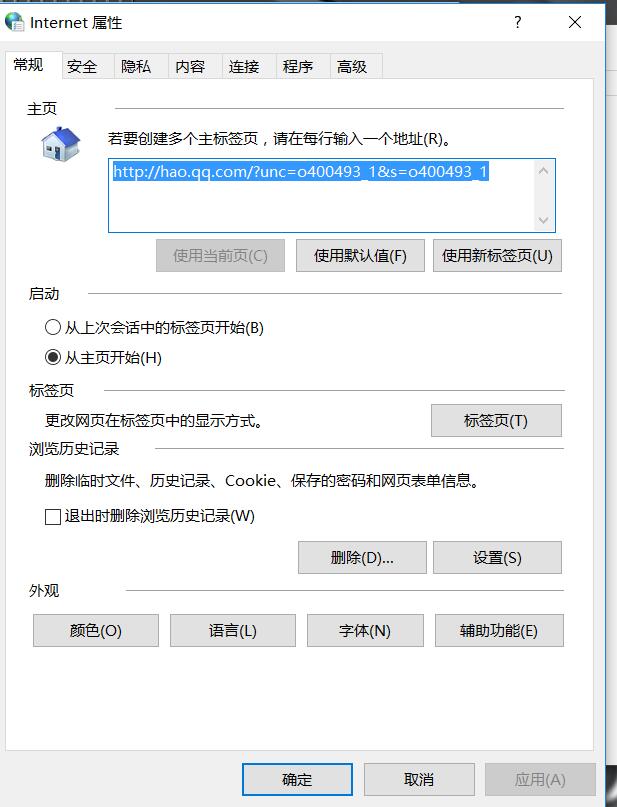 Internet 属性
?
常规 安全 隐私 内容 连接 程序 高级
主页
若要创建多个主标签页，请在每行输入一个地址(R)。
http://hao.qq.com/?unc=o400493_1&s=o400493_1
使用当前页(C) 使用默认值(F) 使用新标签页(U)
启动
从上次会话中的标签页开始(B)
从主页开始(H)
标签页
更改网页在标签页中的显示方式。 标签页(T)
浏览历史记录
删除临时文件、历史记录、Cookie、保存的密码和网页表单信息。
退出时删除浏览历史记录(W)
删除(D)... 设置(S)
外观
颜色(O) 语言(L) 字体(N) 辅助功能(E)
确定 取消 应用(A)